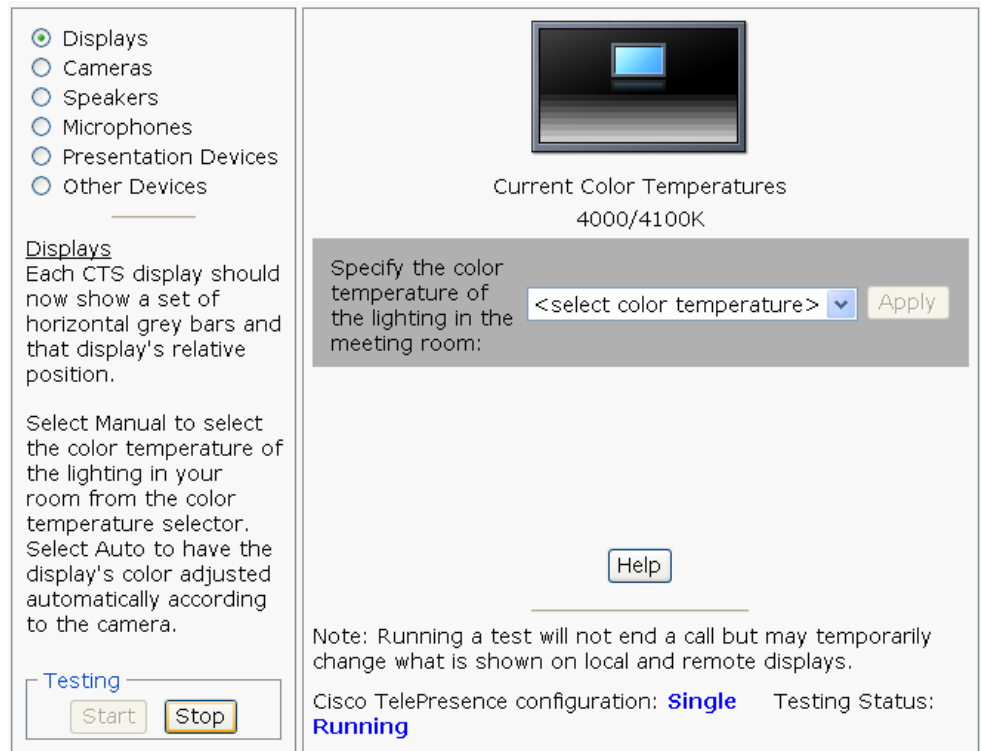 Displays
Cameras
Speakers
Microphones
Presentation Devices
Other Devices
Displays
Each CTS display should
now show a set of
horizontal grey bars and
that display's relative
position.
Select Manual to select
the color temperature of
the lighting in your
room from the color
temperature selector.
Select Auto to have the
display's color adjusted
automatically according
to the camera.
Testing
Start Stop
Current Color Temperatures
4000/4100K
Specify the color
temperature of
the lighting in the
meeting room:
<select color temperature> Apply
Help
Note: Running a test will not end a call but may temporarily
change what is shown on local and remote displays.
Cisco TelePresence configuration: Single Testing Status:
Running